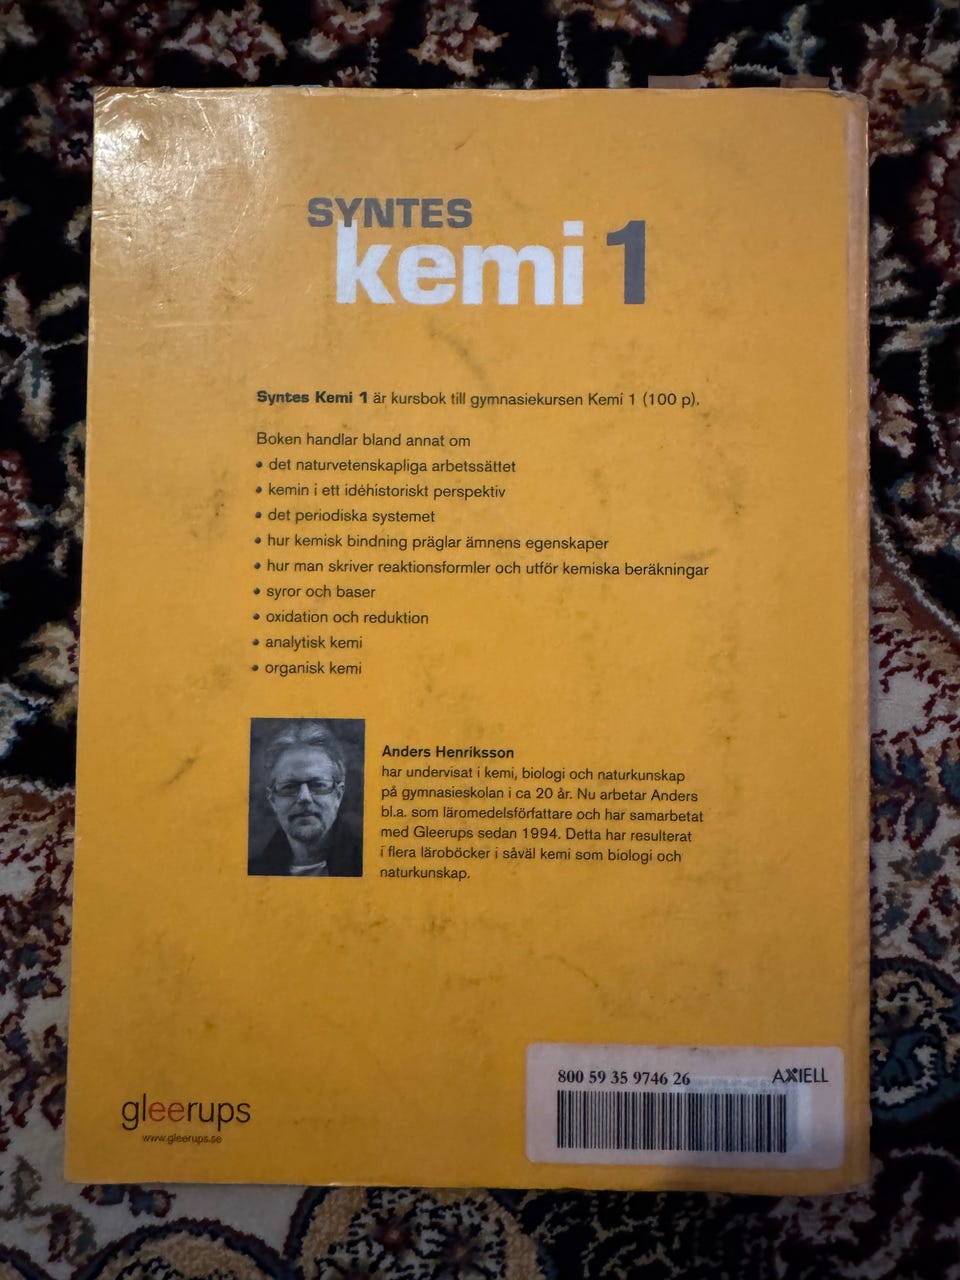 SYNTES
kemi 1
Syntes Kemi 1 är kursbok till gymnasiekursen Kemi 1 (100 p).
Boken handlar bland annat om
• det naturvetenskapliga arbetssättet
• kemin i ett idéhistoriskt perspektiv
• det periodiska systemet
• hur kemisk bindning präglar ämnens egenskaper
• hur man skriver reaktionsformler och utför kemiska beräkningar
• syror och baser
• oxidation och reduktion
• analytisk kemi
• organisk kemi
Anders Henriksson
har undervisat i kemi, biologi och naturkunskap
på gymnasieskolan i ca 20 år. Nu arbetar Anders
bl.a. som läromedelsförfattare och har samarbetat
med Gleerups sedan 1994. Detta har resulterat
i flera läroböcker i såväl kemi som biologi och
naturkunskap.
800 59 35 9746 26
AXIELL
gleerups
www.gleerups.se